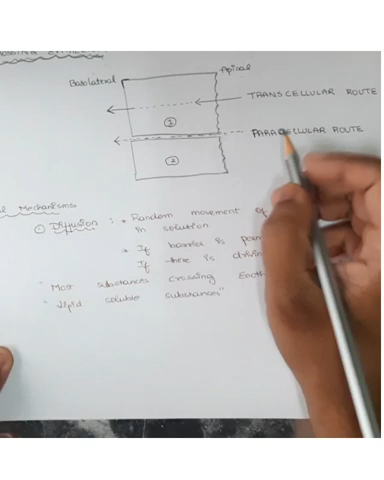 Basolateral
Apical
TRANSCELLULAR ROUTE
①
PARACELLULAR ROUTE
②
Mechanisms
① Diffusion : • Random movement of
in solution
• If barrier is
If there is
" Most substances crossing
" Lipid soluble substances"